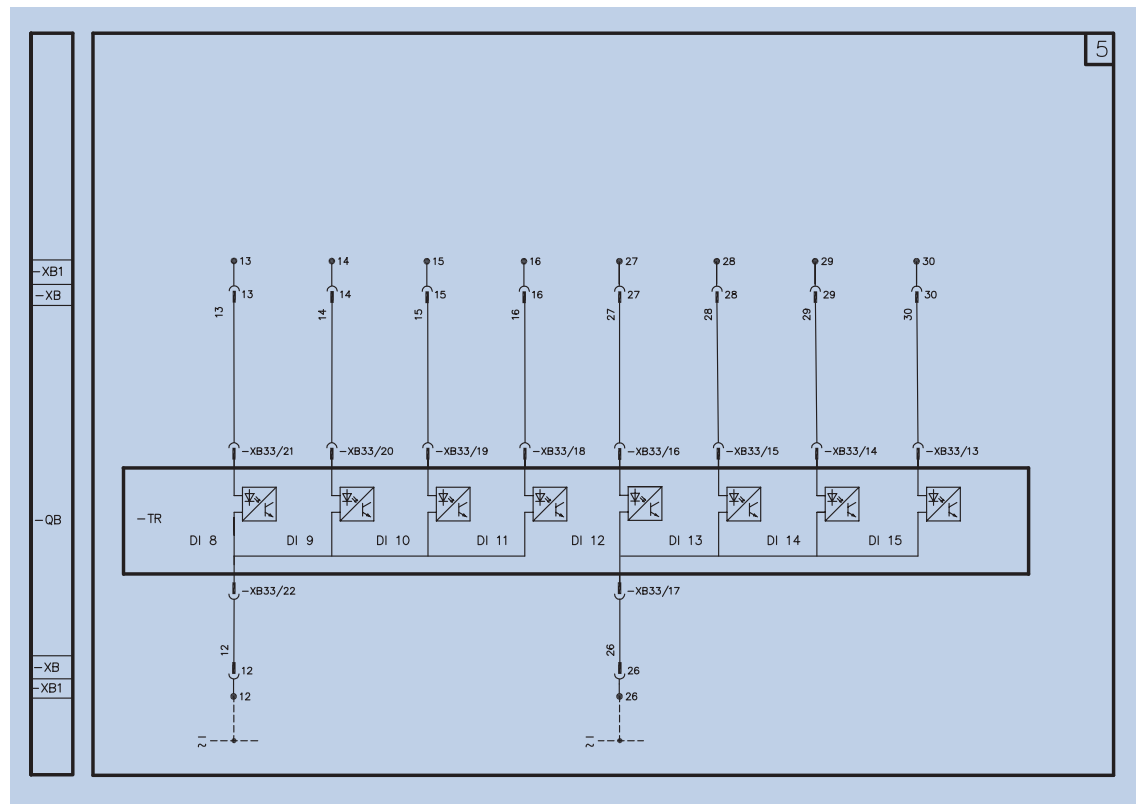 5
-XB1
13 14 15 16 27 28 29 30
-XB
13 14 15 16 27 28 29 30
13 14 15 16 27 28 29 30
-XB33/21 -XB33/20 -XB33/19 -XB33/18 -XB33/16 -XB33/15 -XB33/14 -XB33/13
-QB
-TR
DI 8 DI 9 DI 10 DI 11 DI 12 DI 13 DI 14 DI 15
-XB33/22 -XB33/17
12 26
-XB
12 26
-XB1
12 26